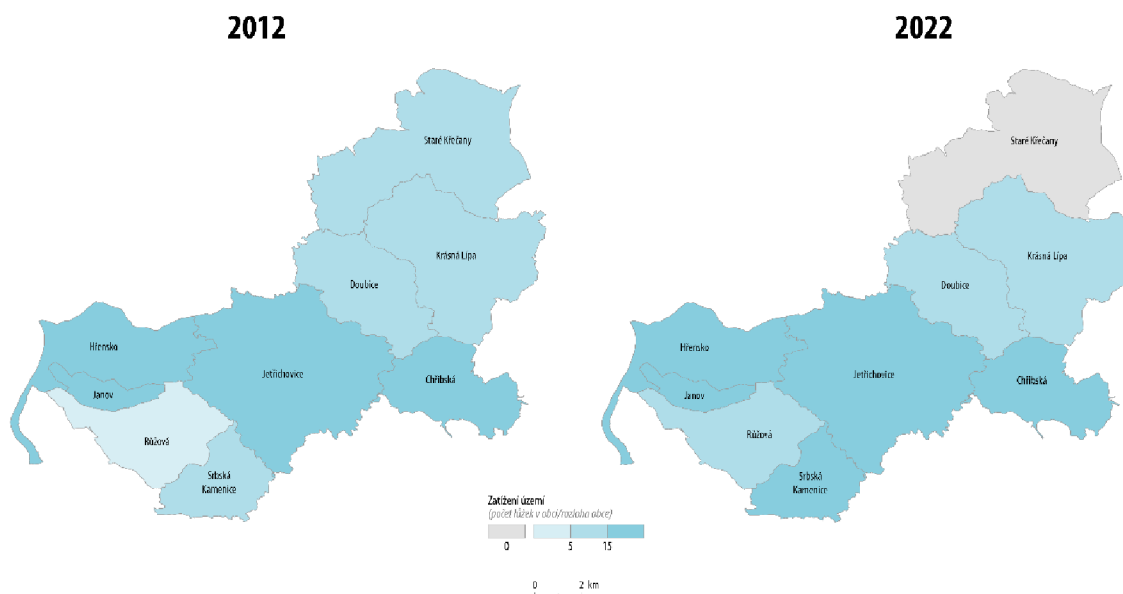 2012
2022
Staré Křečany
Krásná Lípa
Doubice
Hřensko
Jetřichovice
Chřibská
Janov
Růžová
Srbská
Kamenice
Staré Křečany
Krásná Lípa
Doubice
Hřensko
Jetřichovice
Chřibská
Janov
Růžová
Srbská
Kamenice
Zatížení území
(počet lůžek v obci/rozloha obce)
0 5 15
0 2 km